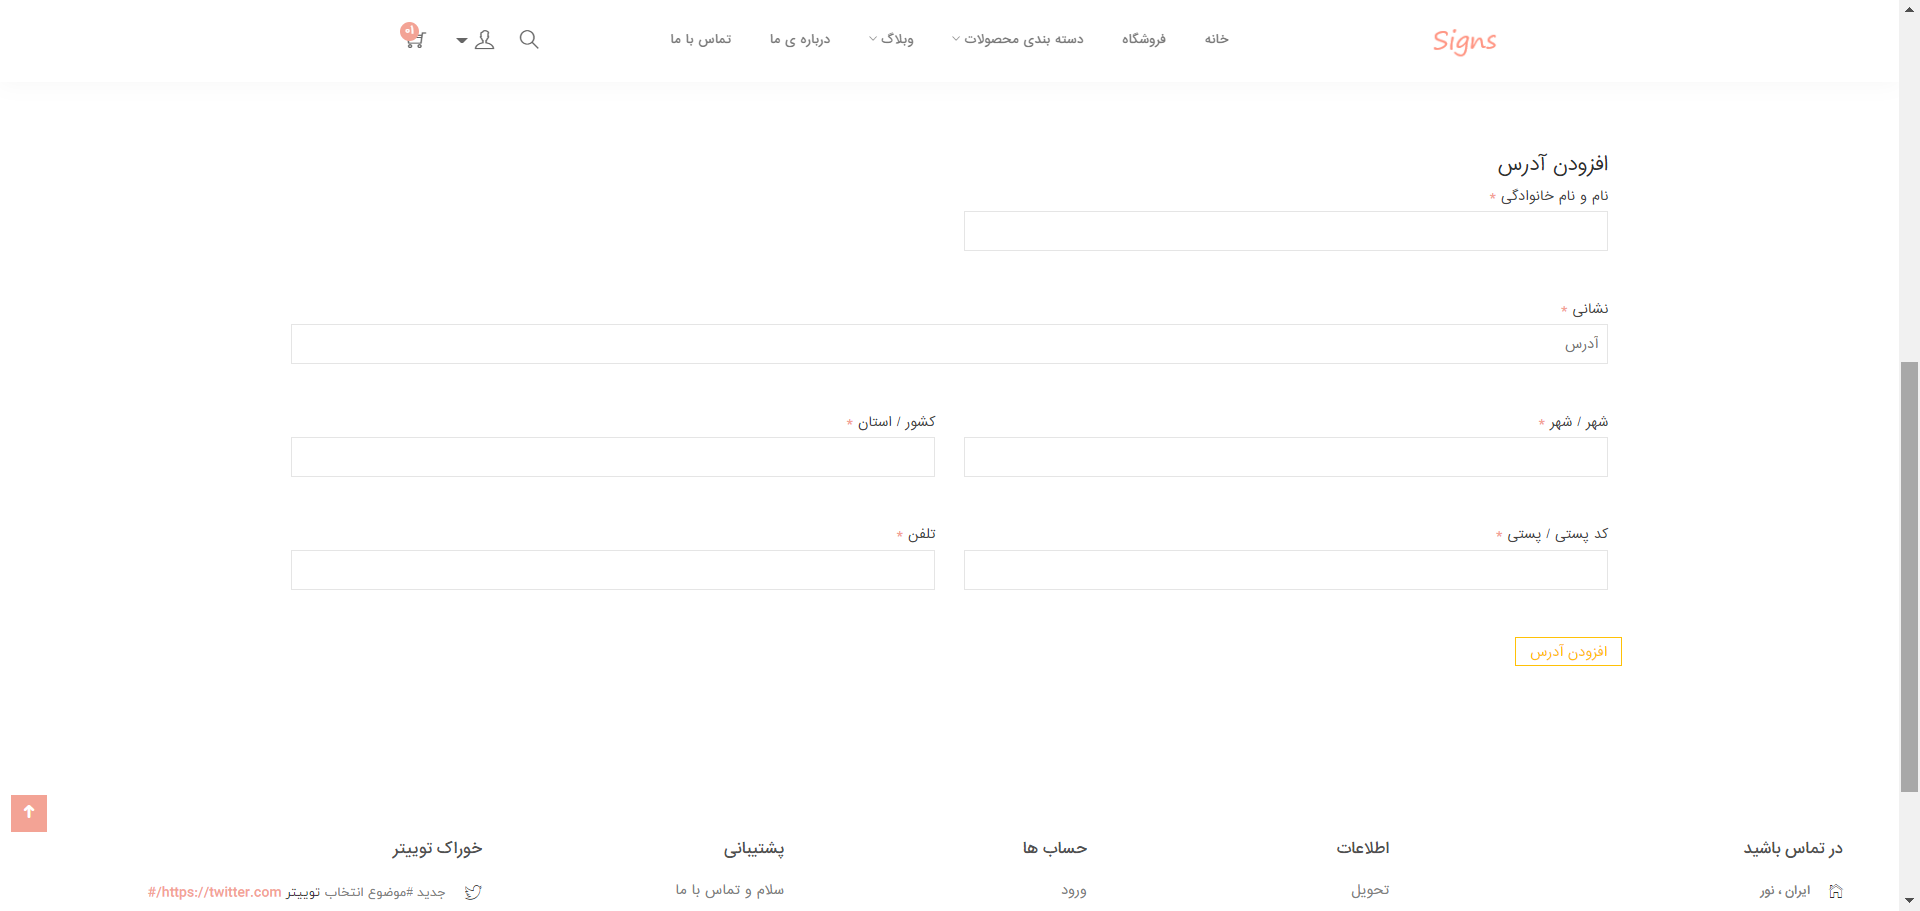 Signs
خانه
فروشگاه
دسته بندی محصولات
وبلاگ
درباره ی ما
تماس با ما
افزودن آدرس
نام و نام خانوادگی *
نشانی *
آدرس
شهر / شهر *
کشور / استان *
کد پستی / پستی *
تلفن *
افزودن آدرس
در تماس باشید
اطلاعات
حساب ها
پشتیبانی
خوراک توییتر
ایران ، نور
تحویل
ورود
سلام و تماس با ما
جدید #موضوع انتخاب توییتر https://twitter.com/#